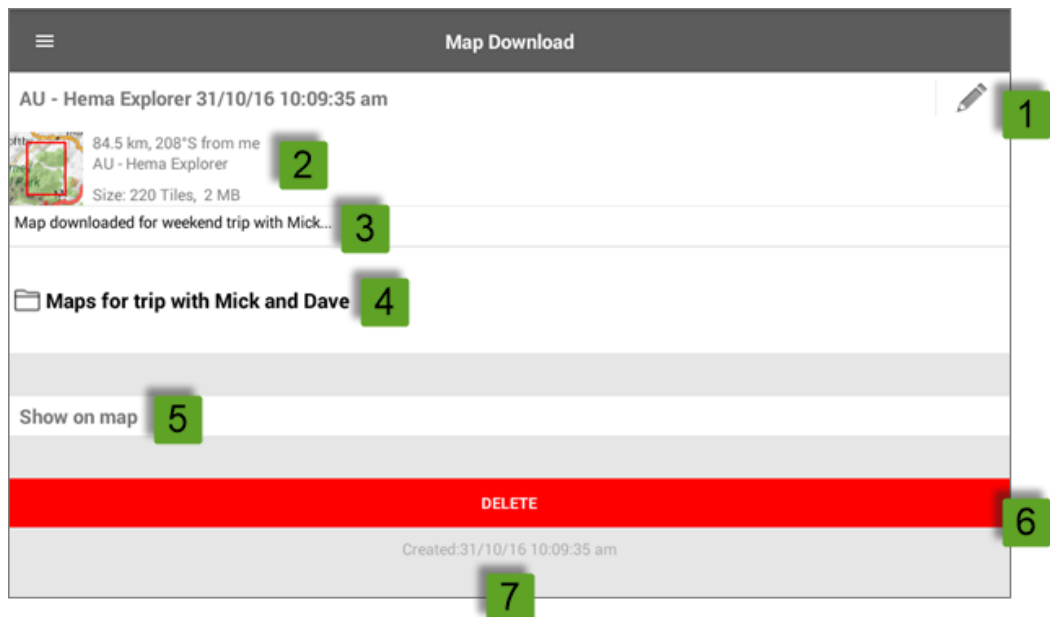 Map Download
AU - Hema Explorer 31/10/16 10:09:35 am
1
84.5 km, 208°S from me
AU - Hema Explorer
2
Size: 220 Tiles, 2 MB
Map downloaded for weekend trip with Mick...
3
Maps for trip with Mick and Dave
4
Show on map
5
DELETE
6
Created:31/10/16 10:09:35 am
7